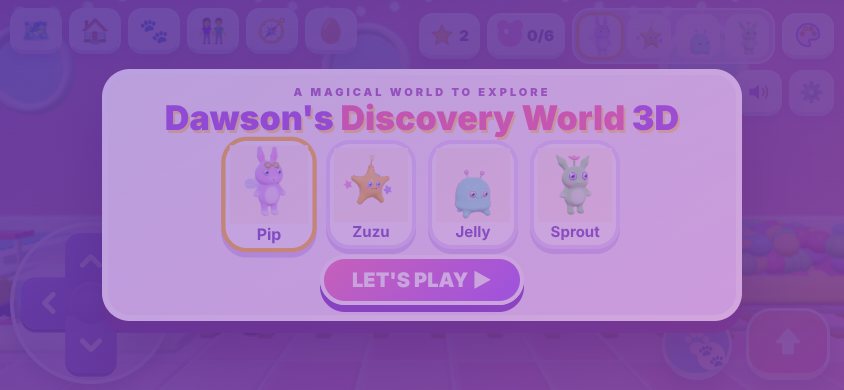 2
0/6
A MAGICAL WORLD TO EXPLORE
Dawson's Discovery World 3D
Pip
Zuzu
Jelly
Sprout
LET'S PLAY ▶